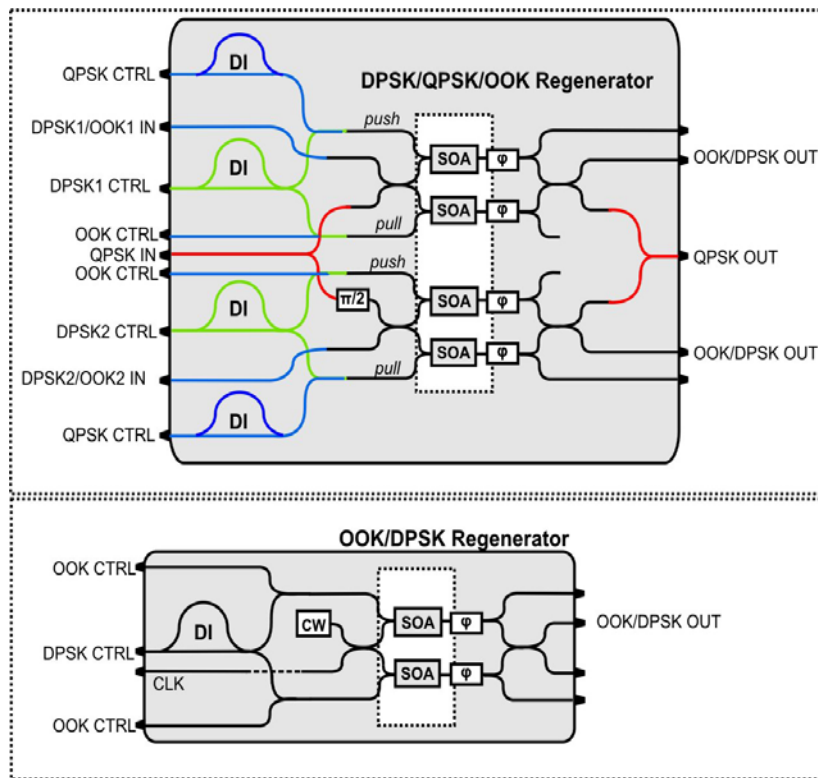 QPSK CTRL
DI
DPSK/QPSK/OOK Regenerator
DPSK1/OOK1 IN
push
DI
SOA
φ
OOK/DPSK OUT
DPSK1 CTRL
SOA
φ
OOK CTRL
pull
QPSK IN
QPSK OUT
OOK CTRL
push
DI
π/2
SOA
φ
DPSK2 CTRL
SOA
φ
OOK/DPSK OUT
DPSK2/OOK2 IN
pull
DI
QPSK CTRL
OOK/DPSK Regenerator
OOK CTRL
CW
SOA
φ
OOK/DPSK OUT
DI
DPSK CTRL
CLK
SOA
φ
OOK CTRL